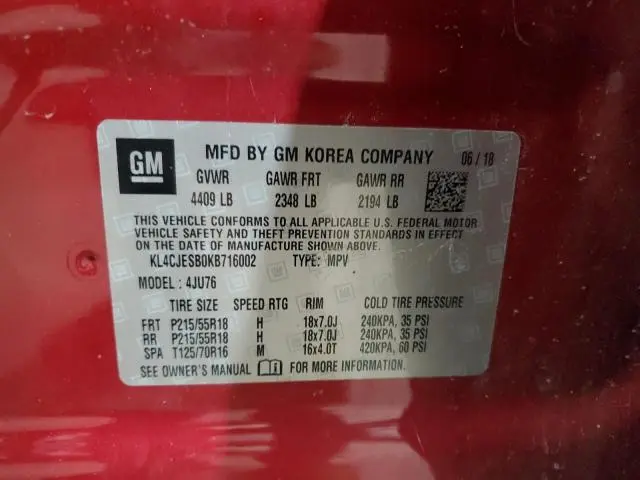 GM MFD BY GM KOREA COMPANY 06 / 18
GVWR GAWR FRT GAWR RR
4409 LB 2348 LB 2194 LB
THIS VEHICLE CONFORMS TO ALL APPLICABLE U.S. FEDERAL MOTOR
VEHICLE SAFETY AND THEFT PREVENTION STANDARDS IN EFFECT ON
THE DATE OF MANUFACTURE SHOWN ABOVE.
KL4CJESB0KB716002 TYPE: MPV
MODEL : 4JU76
TIRE SIZE SPEED RTG RIM COLD TIRE PRESSURE
FRT P215/55R18 H 18x7.0J 240KPA, 35 PSI
RR P215/55R18 H 18x7.0J 240KPA, 35 PSI
SPA T125/70R16 M 16x4.0T 420KPA, 60 PSI
SEE OWNER'S MANUAL FOR MORE INFORMATION.